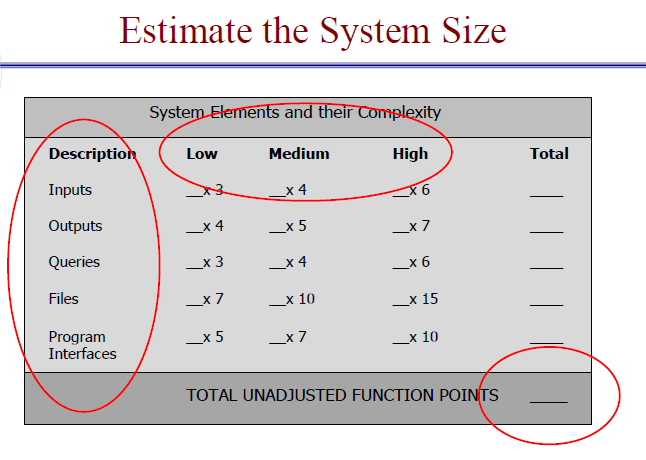 Estimate the System Size
System Elements and their Complexity
Description Low Medium High Total
Inputs __x 3 __x 4 __x 6 ____
Outputs __x 4 __x 5 __x 7 ____
Queries __x 3 __x 4 __x 6 ____
Files __x 7 __x 10 __x 15 ____
Program __x 5 __x 7 __x 10 ____
Interfaces
TOTAL UNADJUSTED FUNCTION POINTS ____